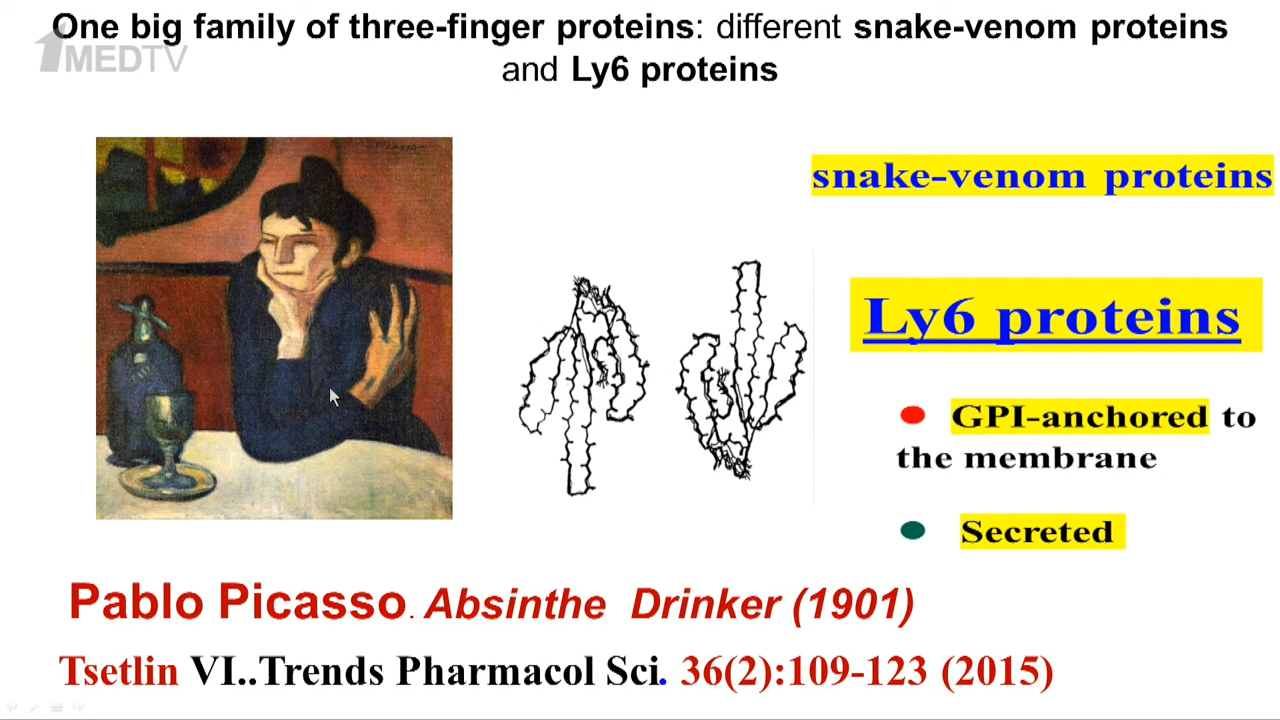 One big family of three-finger proteins: different snake-venom proteins
and Ly6 proteins
1MEDTV
snake-venom proteins
Ly6 proteins
GPI-anchored to
the membrane
Secreted
Pablo Picasso. Absinthe Drinker (1901)
Tsetlin VI..Trends Pharmacol Sci. 36(2):109-123 (2015)